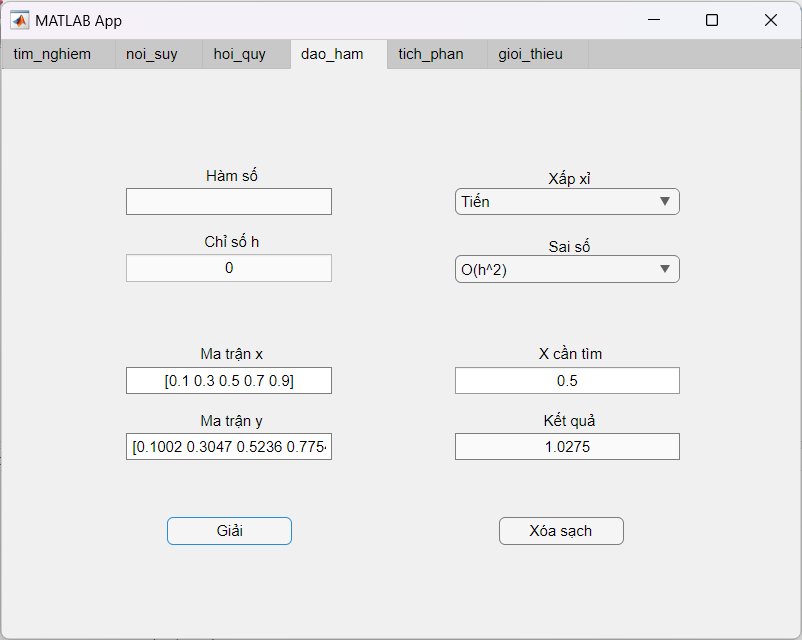 MATLAB App
tim_nghiem noi_suy hoi_quy dao_ham tich_phan gioi_thieu
Hàm số
Xấp xỉ
Tiến
Chỉ số h
Sai số
0
O(h^2)
Ma trận x
X cần tìm
[0.1 0.3 0.5 0.7 0.9]
0.5
Ma trận y
Kết quả
[0.1002 0.3047 0.5236 0.775
1.0275
Giải
Xóa sạch